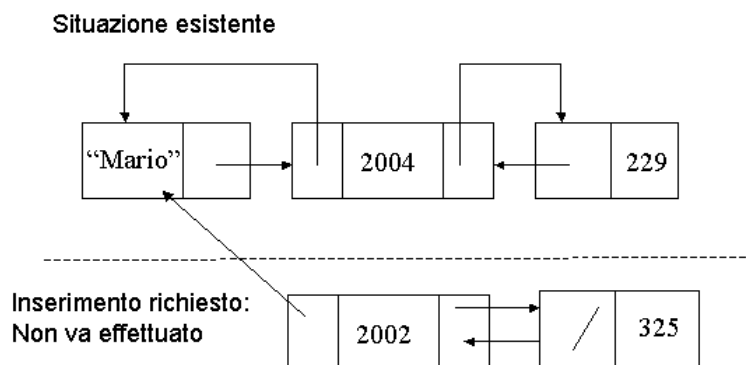 Situazione esistente
“Mario” 2004 229
Inserimento richiesto:
Non va effettuato
2002 325